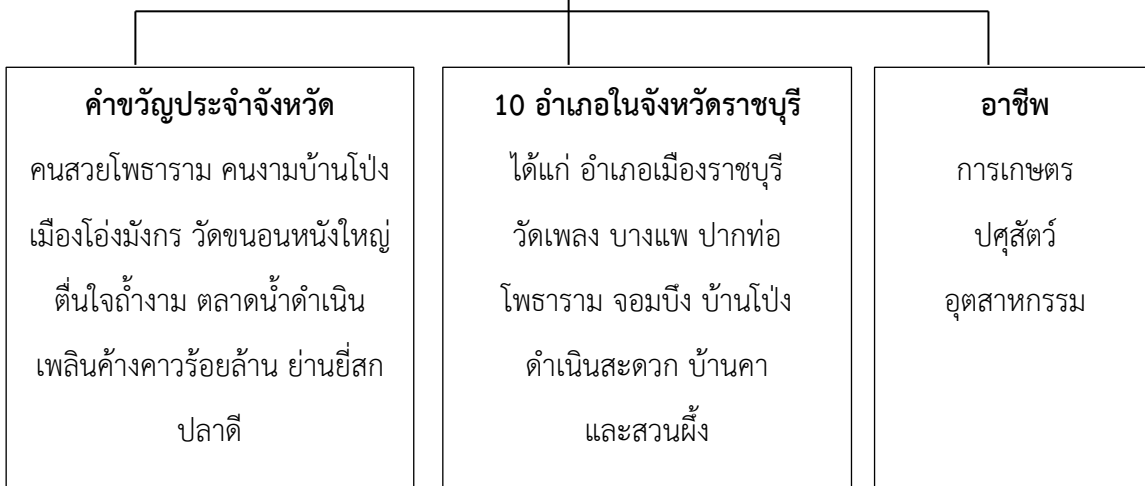 คำขวัญประจำจังหวัด
คนสวยโพธาราม คนงามบ้านโป่ง
เมืองโอ่งมังกร วัดขนอนหนังใหญ่
ตื่นใจถ้ำงาม ตลาดน้ำดำเนิน
เพลินค้างคาวร้อยล้าน ย่านยี่สก
ปลาดี
10 อำเภอในจังหวัดราชบุรี
ได้แก่ อำเภอเมืองราชบุรี
วัดเพลง บางแพ ปากท่อ
โพธาราม จอมบึง บ้านโป่ง
ดำเนินสะดวก บ้านคา
และสวนผึ้ง
อาชีพ
การเกษตร
ปศุสัตว์
อุตสาหกรรม